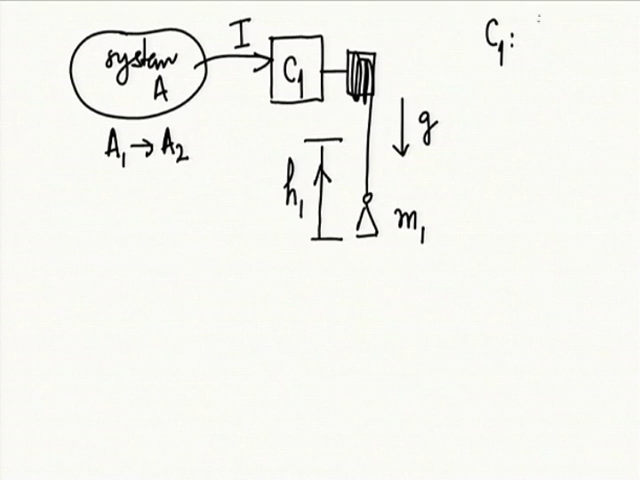 system
A
I
C₁
C₁:
g
A₁ → A₂
h₁
m₁